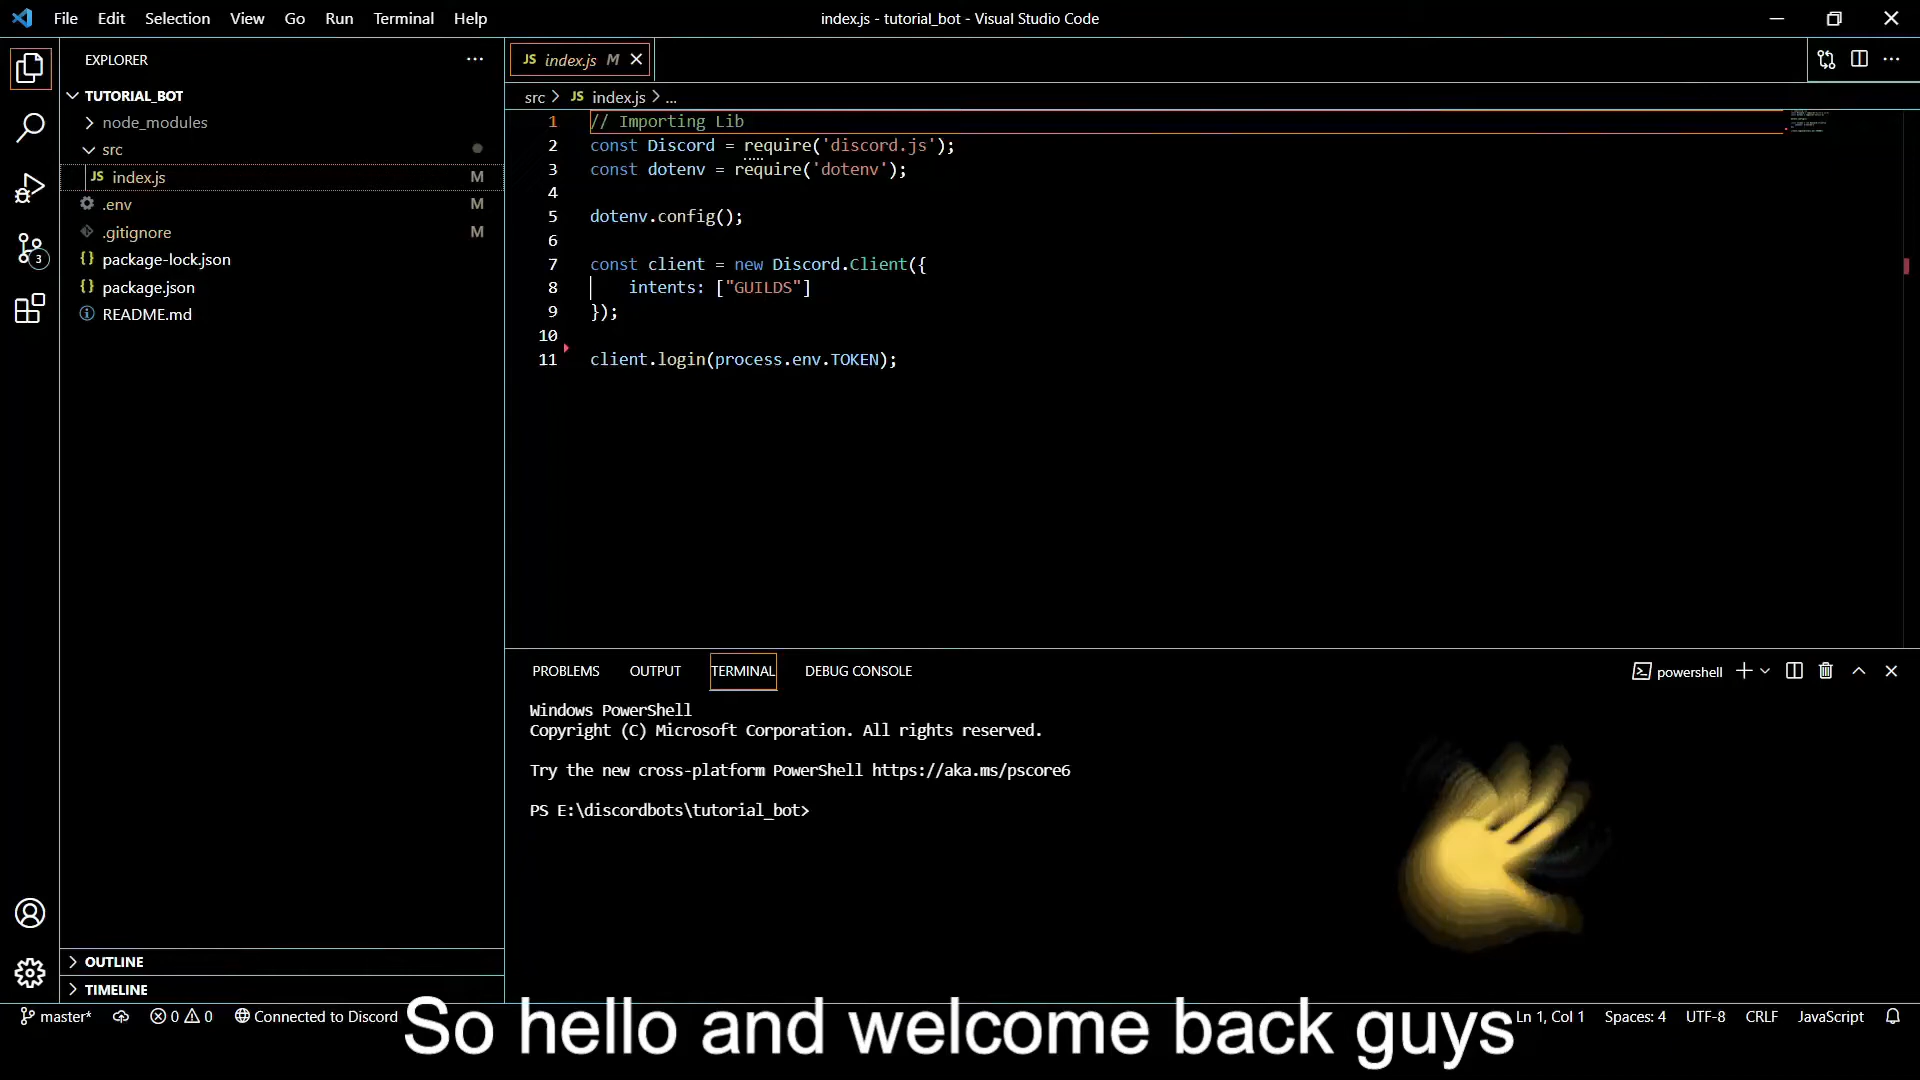 File Edit Selection View Go Run Terminal Help
index.js - tutorial_bot - Visual Studio Code
EXPLORER
TUTORIAL_BOT
node_modules
src
JS index.js M
.env M
.gitignore M
{} package-lock.json
{} package.json
README.md
OUTLINE
TIMELINE
3
JS index.js M
src > JS index.js > ...
1 // Importing Lib
2 const Discord = require('discord.js');
3 const dotenv = require('dotenv');
4
5 dotenv.config();
6
7 const client = new Discord.Client({
8 intents: ["GUILDS"]
9 });
10
11 client.login(process.env.TOKEN);
PROBLEMS OUTPUT TERMINAL DEBUG CONSOLE
powershell
Windows PowerShell
Copyright (C) Microsoft Corporation. All rights reserved.
Try the new cross-platform PowerShell https://aka.ms/pscore6
PS E:\discordbots\tutorial_bot>
master* 0 0 Connected to Discord
So hello and welcome back guys
Ln 1, Col 1 Spaces: 4 UTF-8 CRLF JavaScript